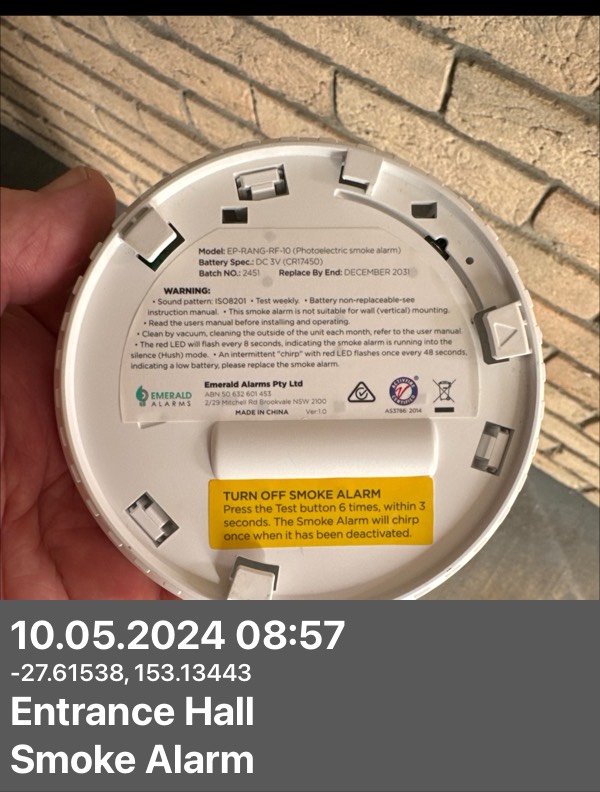 Model: EP-RANG-RF-10 (Photoelectric smoke alarm)
Battery Spec.: DC 3V (CR17450)
Batch NO.: 2451 Replace By End: DECEMBER 2031
WARNING:
• Sound pattern: ISO8201 • Test weekly. • Battery non-replaceable-see
instruction manual. • This smoke alarm is not suitable for wall (vertical) mounting.
• Read the users manual before installing and operating.
• Clean by vacuum, cleaning the outside of the unit each month, refer to the user manual.
• The red LED will flash every 8 seconds, indicating the smoke alarm is running into the
silence (Hush) mode. • An intermittent "chirp" with red LED flashes once every 48 seconds,
indicating a low battery, please replace the smoke alarm.
EMERALD
ALARMS
Emerald Alarms Pty Ltd
ABN 50 632 601 453
2/29 Mitchell Rd Brookvale NSW 2100
MADE IN CHINA Ver:1.0
AS3786: 2014
TURN OFF SMOKE ALARM
Press the Test button 6 times, within 3
seconds. The Smoke Alarm will chirp
once when it has been deactivated.
10.05.2024 08:57
-27.61538, 153.13443
Entrance Hall
Smoke Alarm